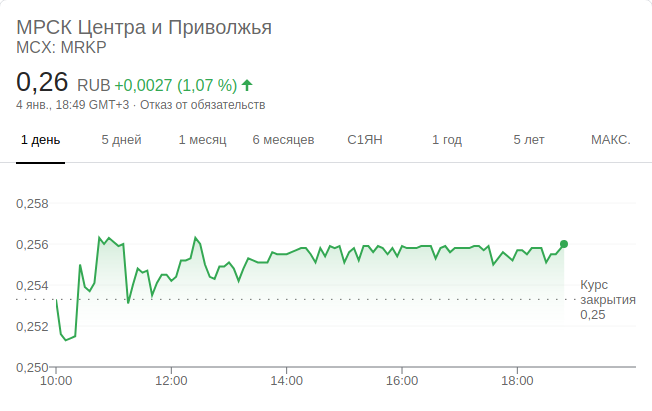 МРСК Центра и Приволжья
MCX: MRKP
0,26 RUB +0,0027 (1,07 %)
4 янв., 18:49 GMT+3 · Отказ от обязательств
1 день 5 дней 1 месяц 6 месяцев С1ЯН 1 год 5 лет МАКС.
0,258
0,256
0,254
Курс
закрытия
0,25
0,252
0,250
10:00 12:00 14:00 16:00 18:00